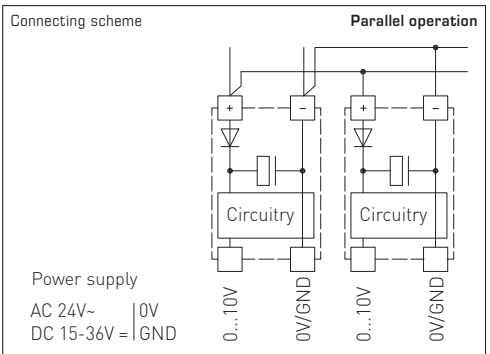 Connecting scheme
Parallel operation
+ − + −
Circuitry Circuitry
Power supply
AC 24V~ 0V
DC 15-36V = GND
0...10V
0V/GND
0...10V
0V/GND